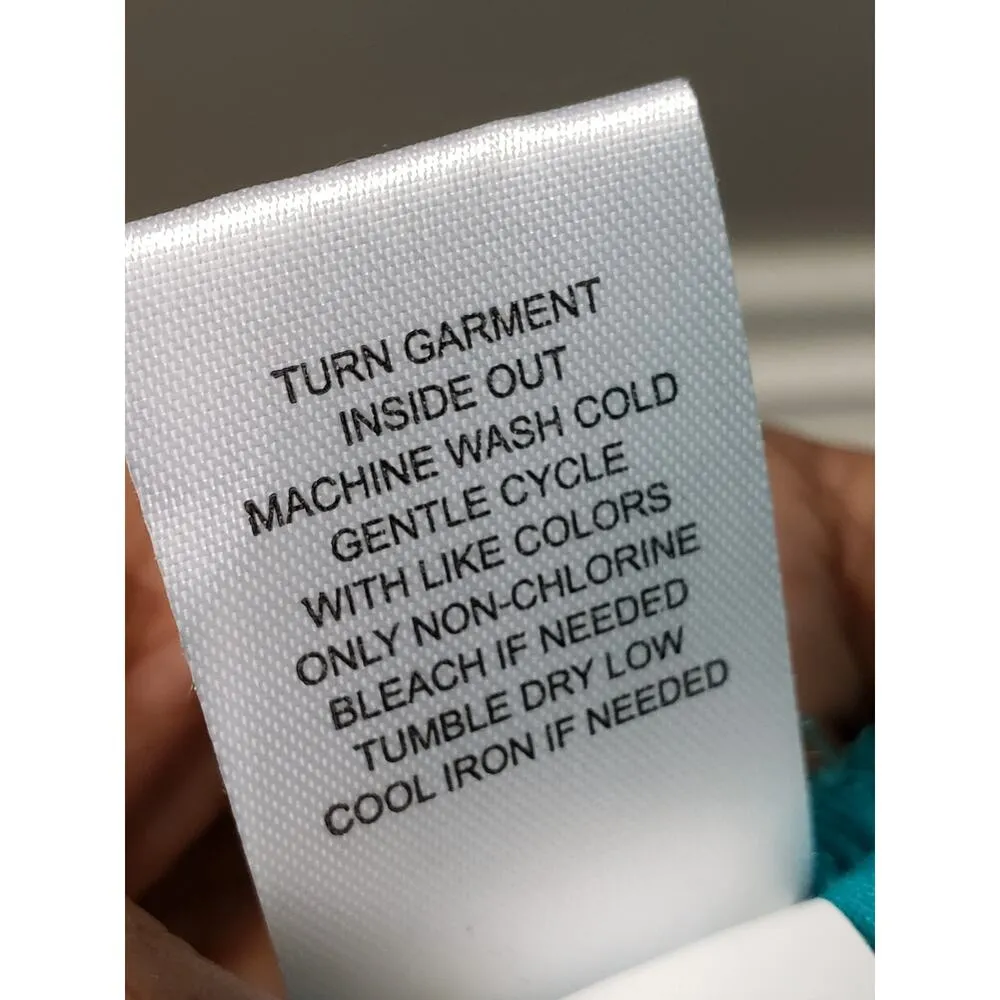 TURN GARMENT
INSIDE OUT
MACHINE WASH COLD
GENTLE CYCLE
WITH LIKE COLORS
ONLY NON-CHLORINE
BLEACH IF NEEDED
TUMBLE DRY LOW
COOL IRON IF NEEDED